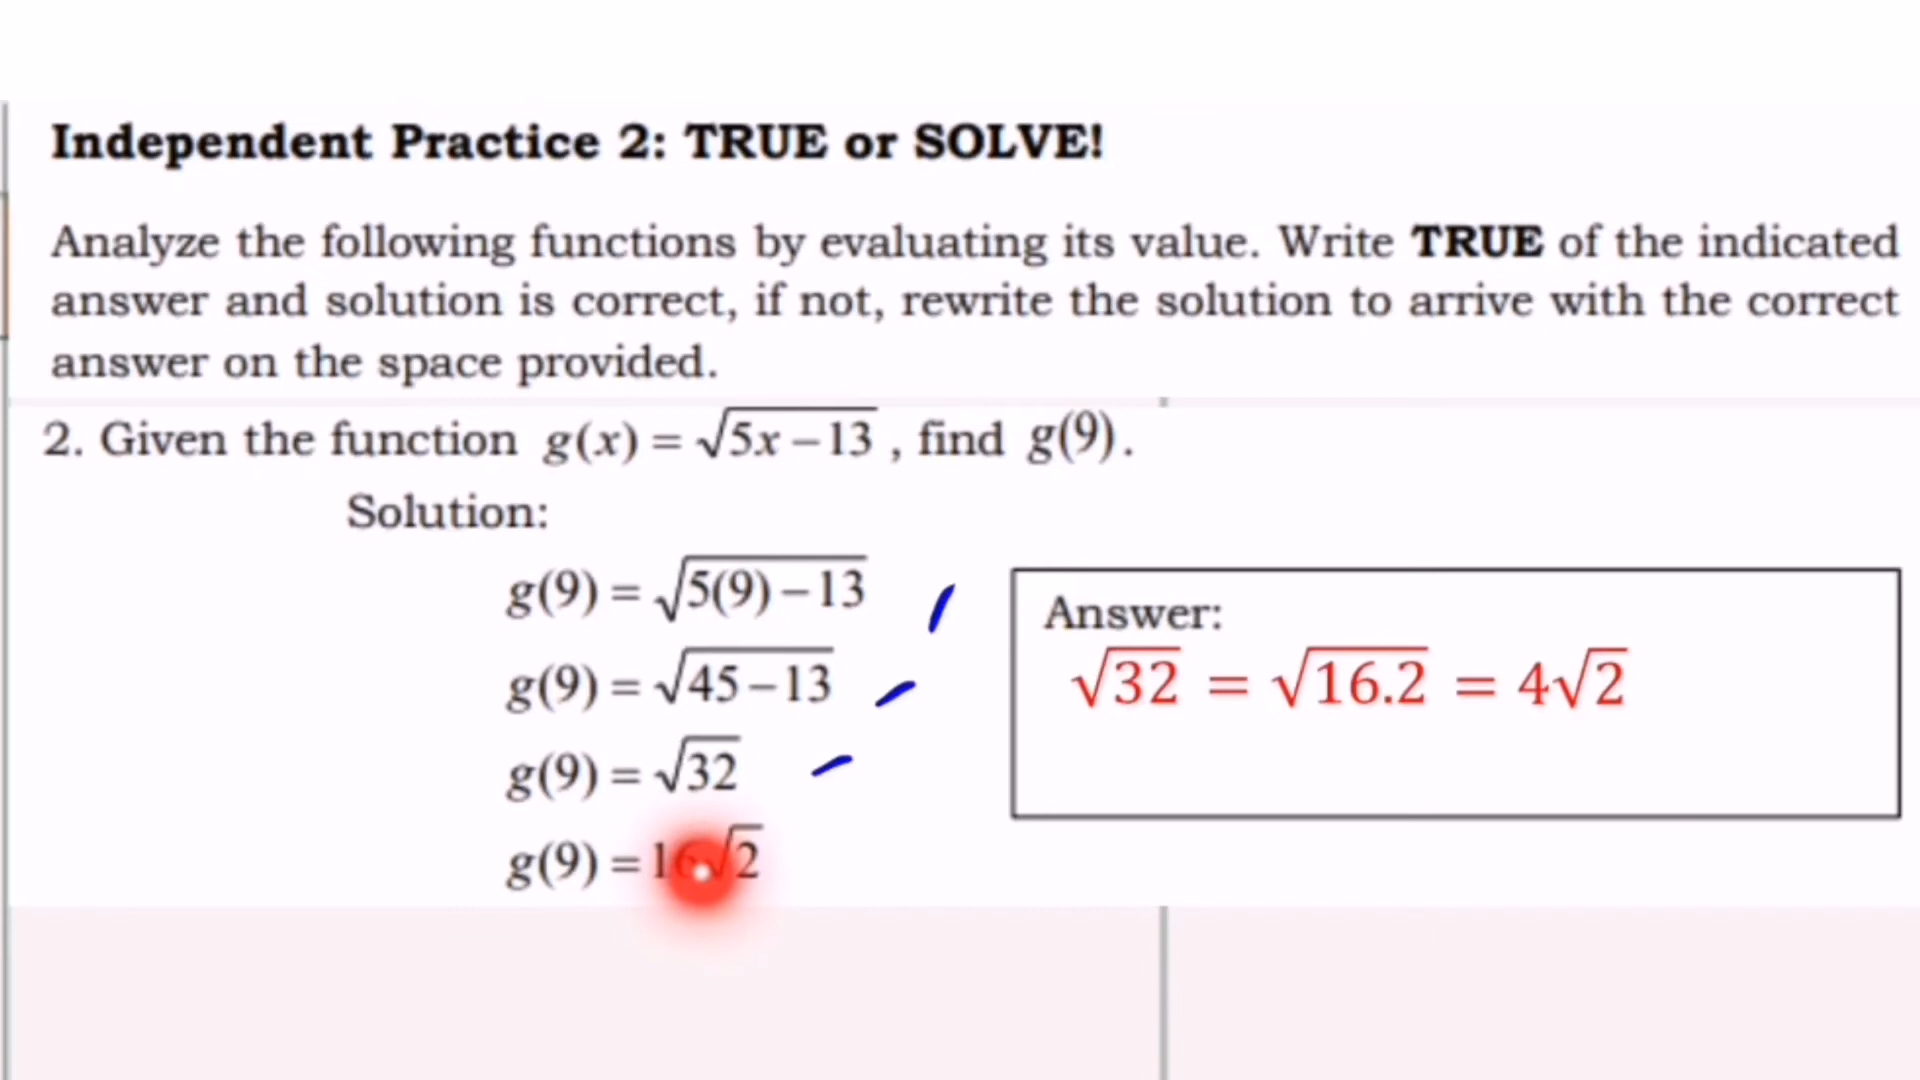 Independent Practice 2: TRUE or SOLVE!
Analyze the following functions by evaluating its value. Write TRUE of the indicated
answer and solution is correct, if not, rewrite the solution to arrive with the correct
answer on the space provided.
2. Given the function g(x) = √5x – 13 , find g(9).
Solution:
g(9) = √5(9) – 13
g(9) = √45 – 13
g(9) = √32
g(9) = 16√2
Answer:
√32 = √16.2 = 4√2